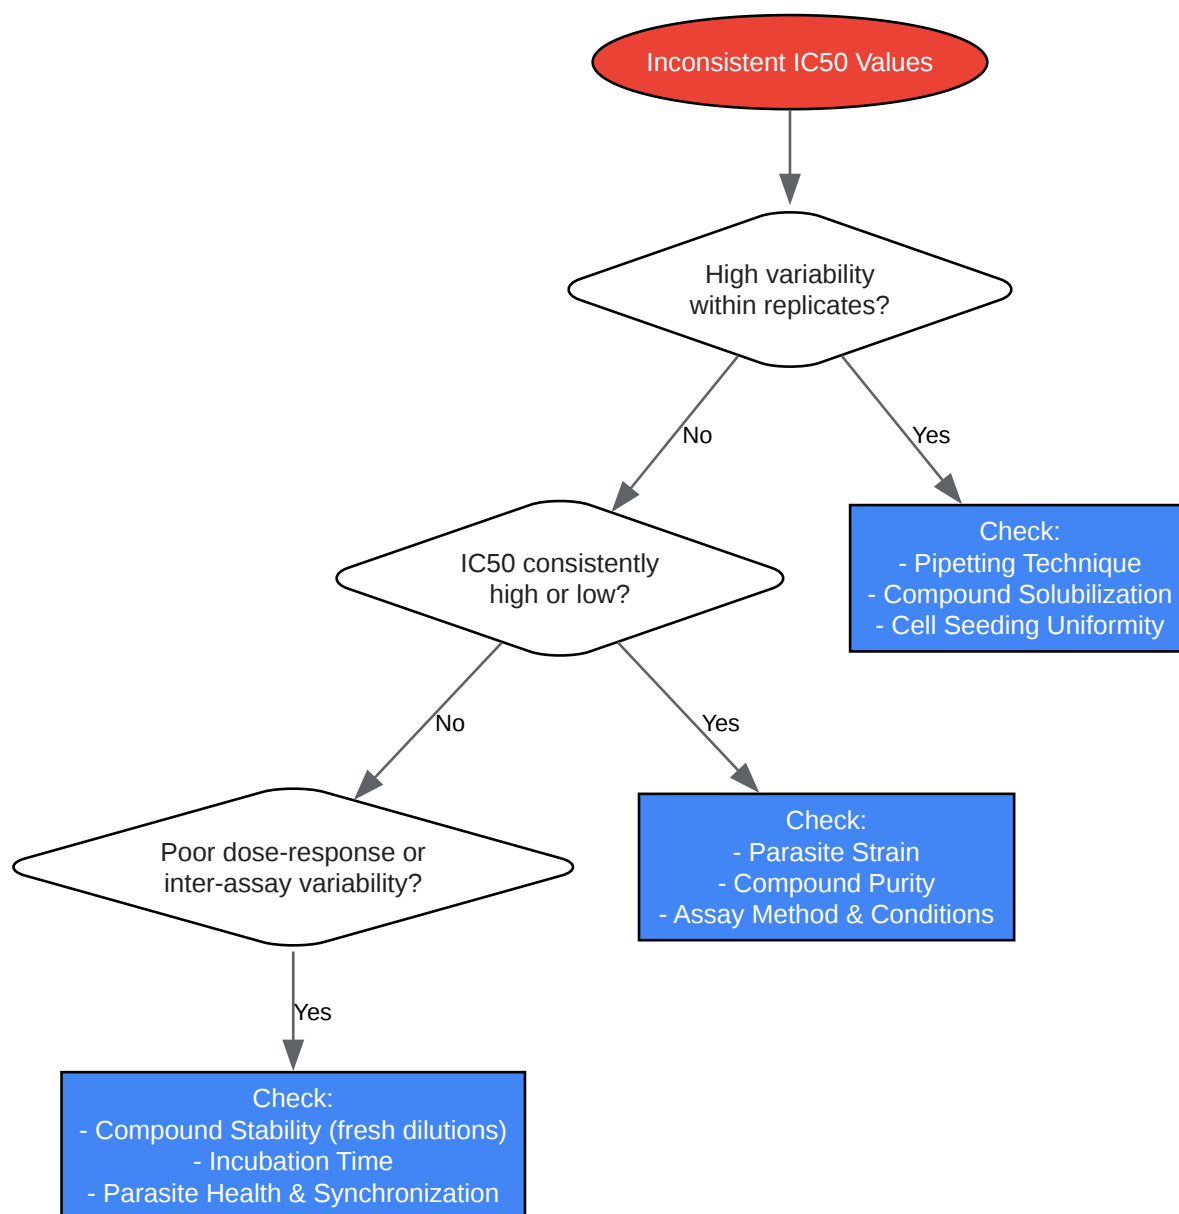 Inconsistent IC50 Values
High variability
within replicates?
No
Yes
IC50 consistently
high or low?
Check:
- Pipetting Technique
- Compound Solubilization
- Cell Seeding Uniformity
No
Yes
Poor dose-response or
inter-assay variability?
Check:
- Parasite Strain
- Compound Purity
- Assay Method & Conditions
Yes
Check:
- Compound Stability (fresh dilutions)
- Incubation Time
- Parasite Health & Synchronization